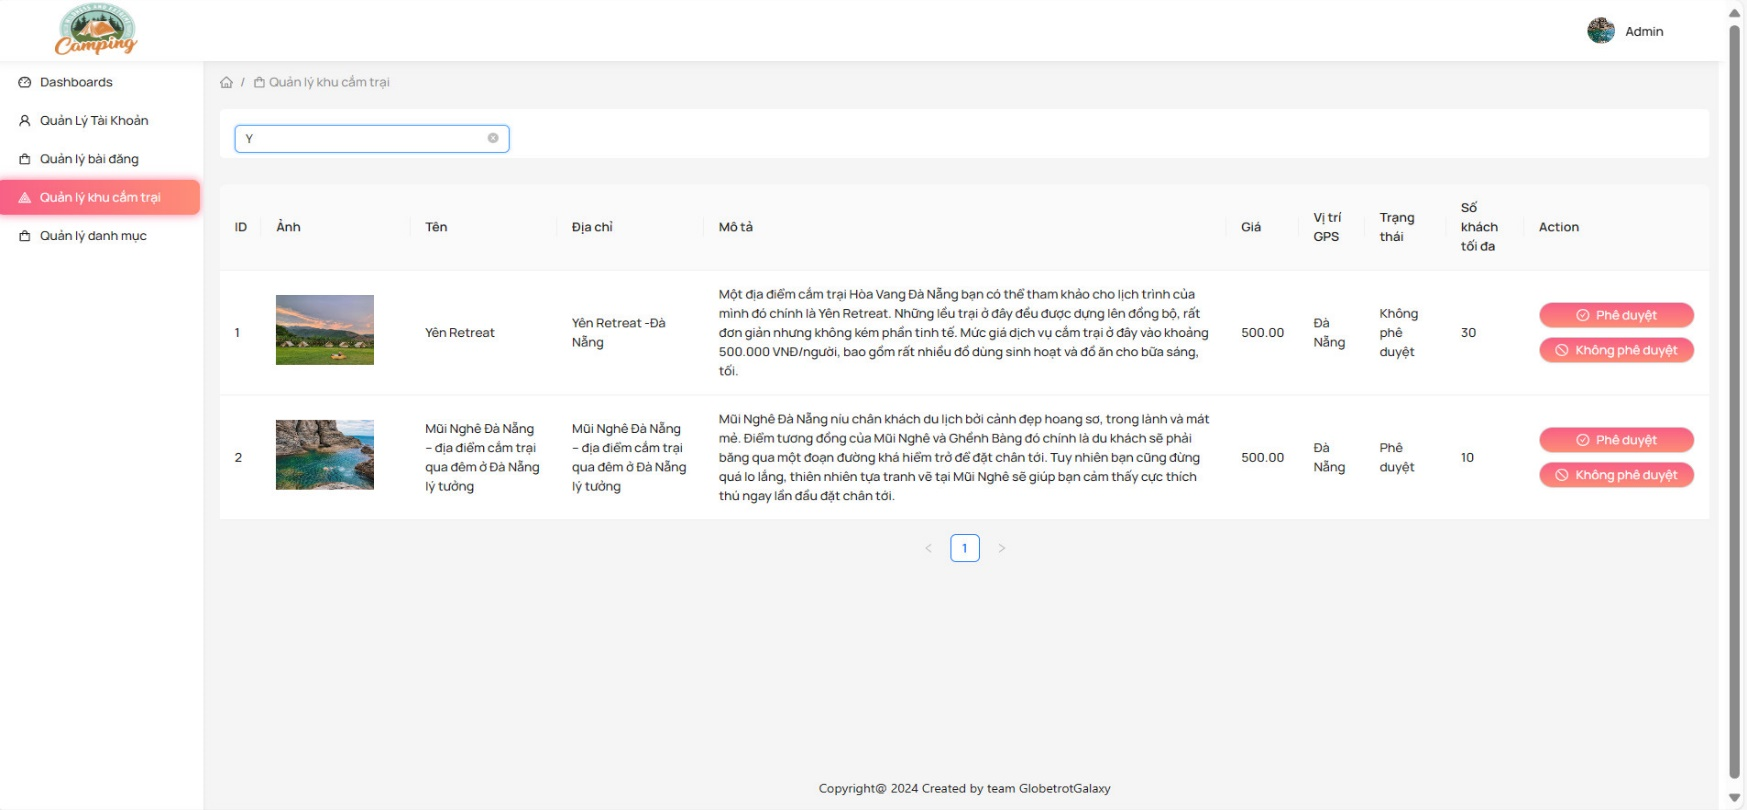 Camping
Admin
Dashboards
/ Quản lý khu cắm trại
Quản Lý Tài Khoản
Y
Quản lý bài đăng
Quản lý khu cắm trại
Quản lý danh mục
ID Ảnh Tên Địa chỉ Mô tả Giá Vị trí GPS Trạng thái Số khách tối đa Action
1
Yên Retreat
Yên Retreat -Đà
Nẵng
Một địa điểm cắm trại Hòa Vang Đà Nẵng bạn có thể tham khảo cho lịch trình của
mình đó chính là Yên Retreat. Những lều trại ở đây đều được dựng lên đồng bộ, rất
đơn giản nhưng không kém phần tinh tế. Mức giá dịch vụ cắm trại ở đây vào khoảng
500.000 VNĐ/người, bao gồm rất nhiều đồ dùng sinh hoạt và đồ ăn cho bữa sáng,
tối.
500.00
Đà
Nẵng
Không
phê
duyệt
30
Phê duyệt
Không phê duyệt
2
Mũi Nghê Đà Nẵng
– địa điểm cắm trại
qua đêm ở Đà Nẵng
lý tưởng
Mũi Nghê Đà Nẵng
– địa điểm cắm trại
qua đêm ở Đà Nẵng
lý tưởng
Mũi Nghê Đà Nẵng níu chân khách du lịch bởi cảnh đẹp hoang sơ, trong lành và mát
mẻ. Điểm tương đồng của Mũi Nghê và Ghềnh Bàng đó chính là du khách sẽ phải
băng qua một đoạn đường khá hiểm trở để đặt chân tới. Tuy nhiên bạn cũng đừng
quá lo lắng, thiên nhiên tựa tranh vẽ tại Mũi Nghê sẽ giúp bạn cảm thấy cực thích
thú ngay lần đầu đặt chân tới.
500.00
Đà
Nẵng
Phê
duyệt
10
Phê duyệt
Không phê duyệt
< 1 >
Copyright@ 2024 Created by team GlobetrotGalaxy